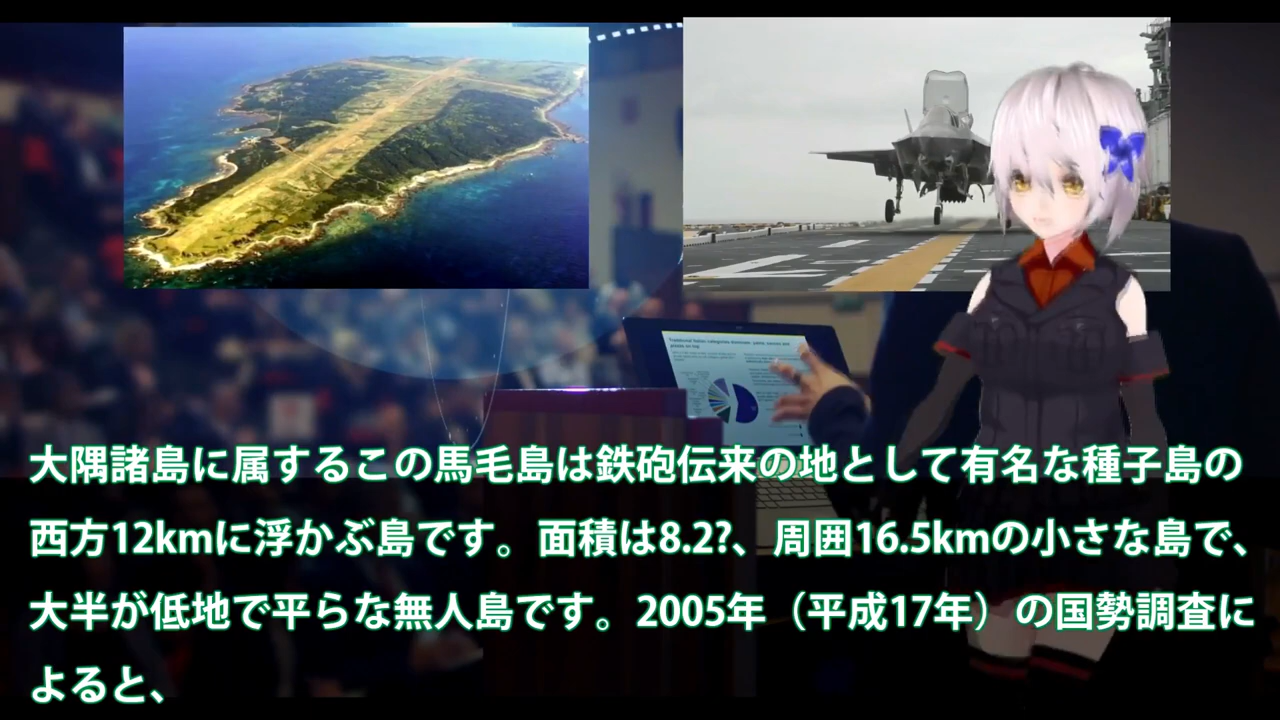 大隅諸島に属するこの馬毛島は鉄砲伝来の地として有名な種子島の
西方12kmに浮かぶ島です。面積は8.2?、周囲16.5kmの小さな島で、
大半が低地で平らな無人島です。2005年（平成17年）の国勢調査に
よると、